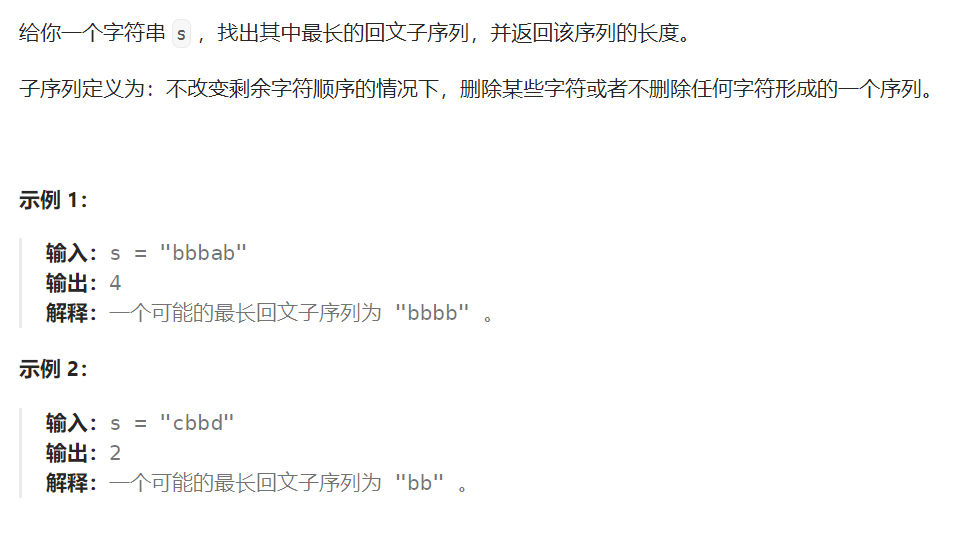 给你一个字符串 s ，找出其中最长的回文子序列，并返回该序列的长度。
子序列定义为：不改变剩余字符顺序的情况下，删除某些字符或者不删除任何字符形成的一个序列。
示例 1：
输入：s = "bbbab"
输出：4
解释：一个可能的最长回文子序列为 "bbbb" 。
示例 2：
输入：s = "cbbd"
输出：2
解释：一个可能的最长回文子序列为 "bb" 。